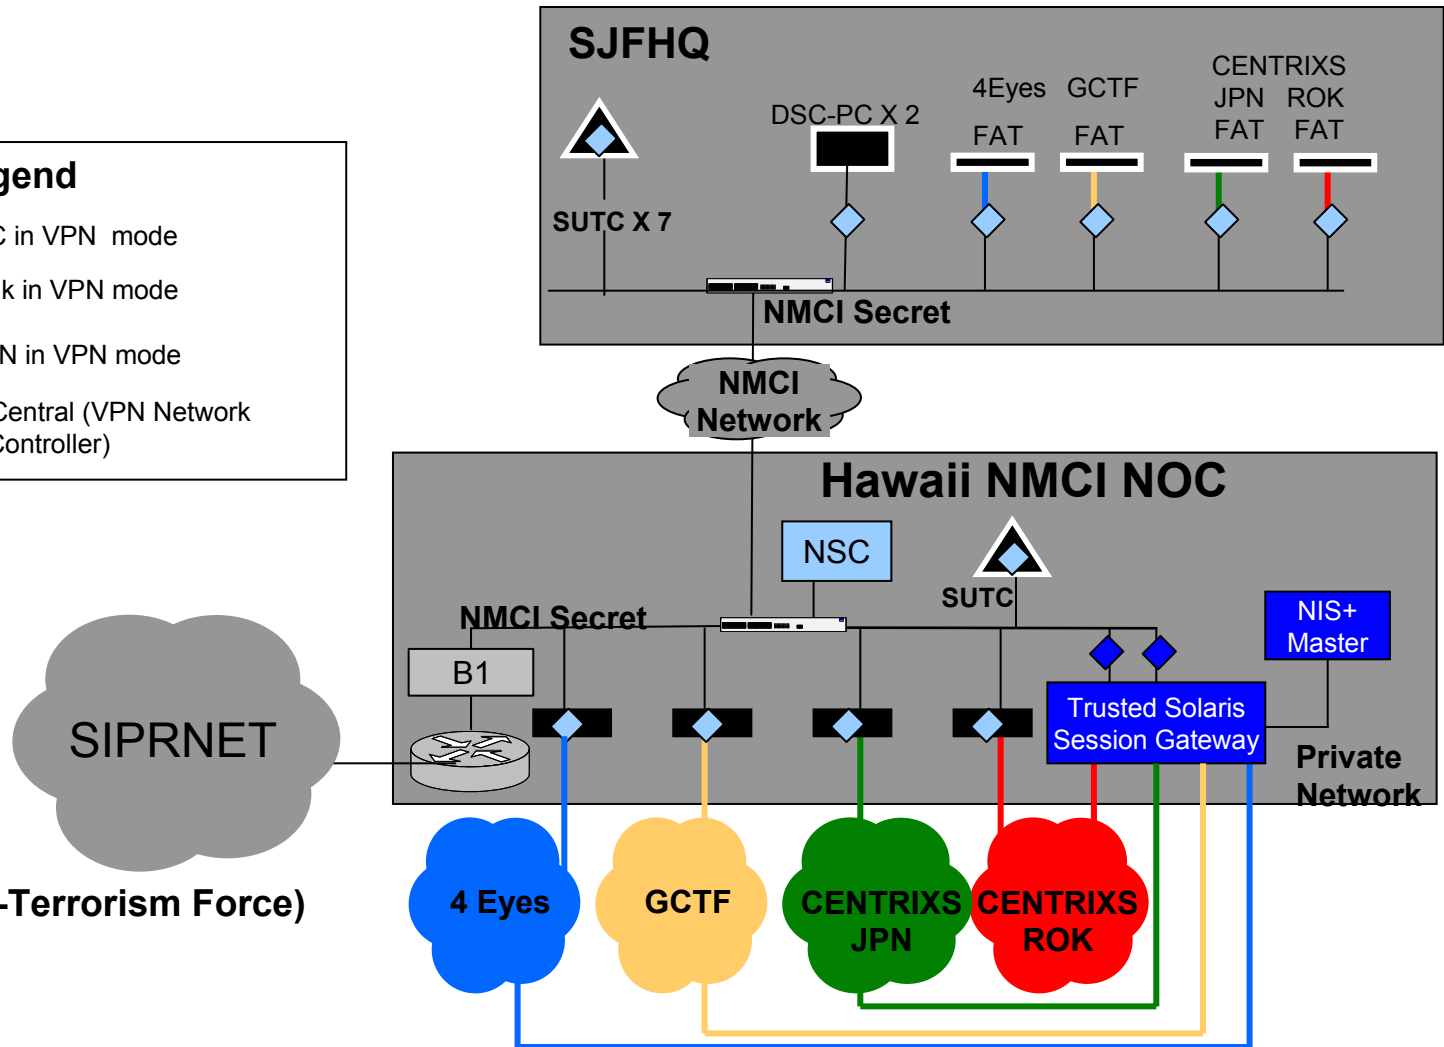 SJFHQ
4Eyes GCTF
CENTRIXS
JPN ROK
DSC-PC X 2
FAT FAT
FAT FAT
SUTC X 7
NMCI Secret
gend
in VPN mode
k in VPN mode
N in VPN mode
Central (VPN Network
Controller)
NMCI
Network
Hawaii NMCI NOC
NSC
SUTC
NMCI Secret
NIS+
Master
B1
SIPRNET
Trusted Solaris
Session Gateway
Private
Network
-Terrorism Force)
4 Eyes
GCTF
CENTRIXS
JPN
CENTRIXS
ROK